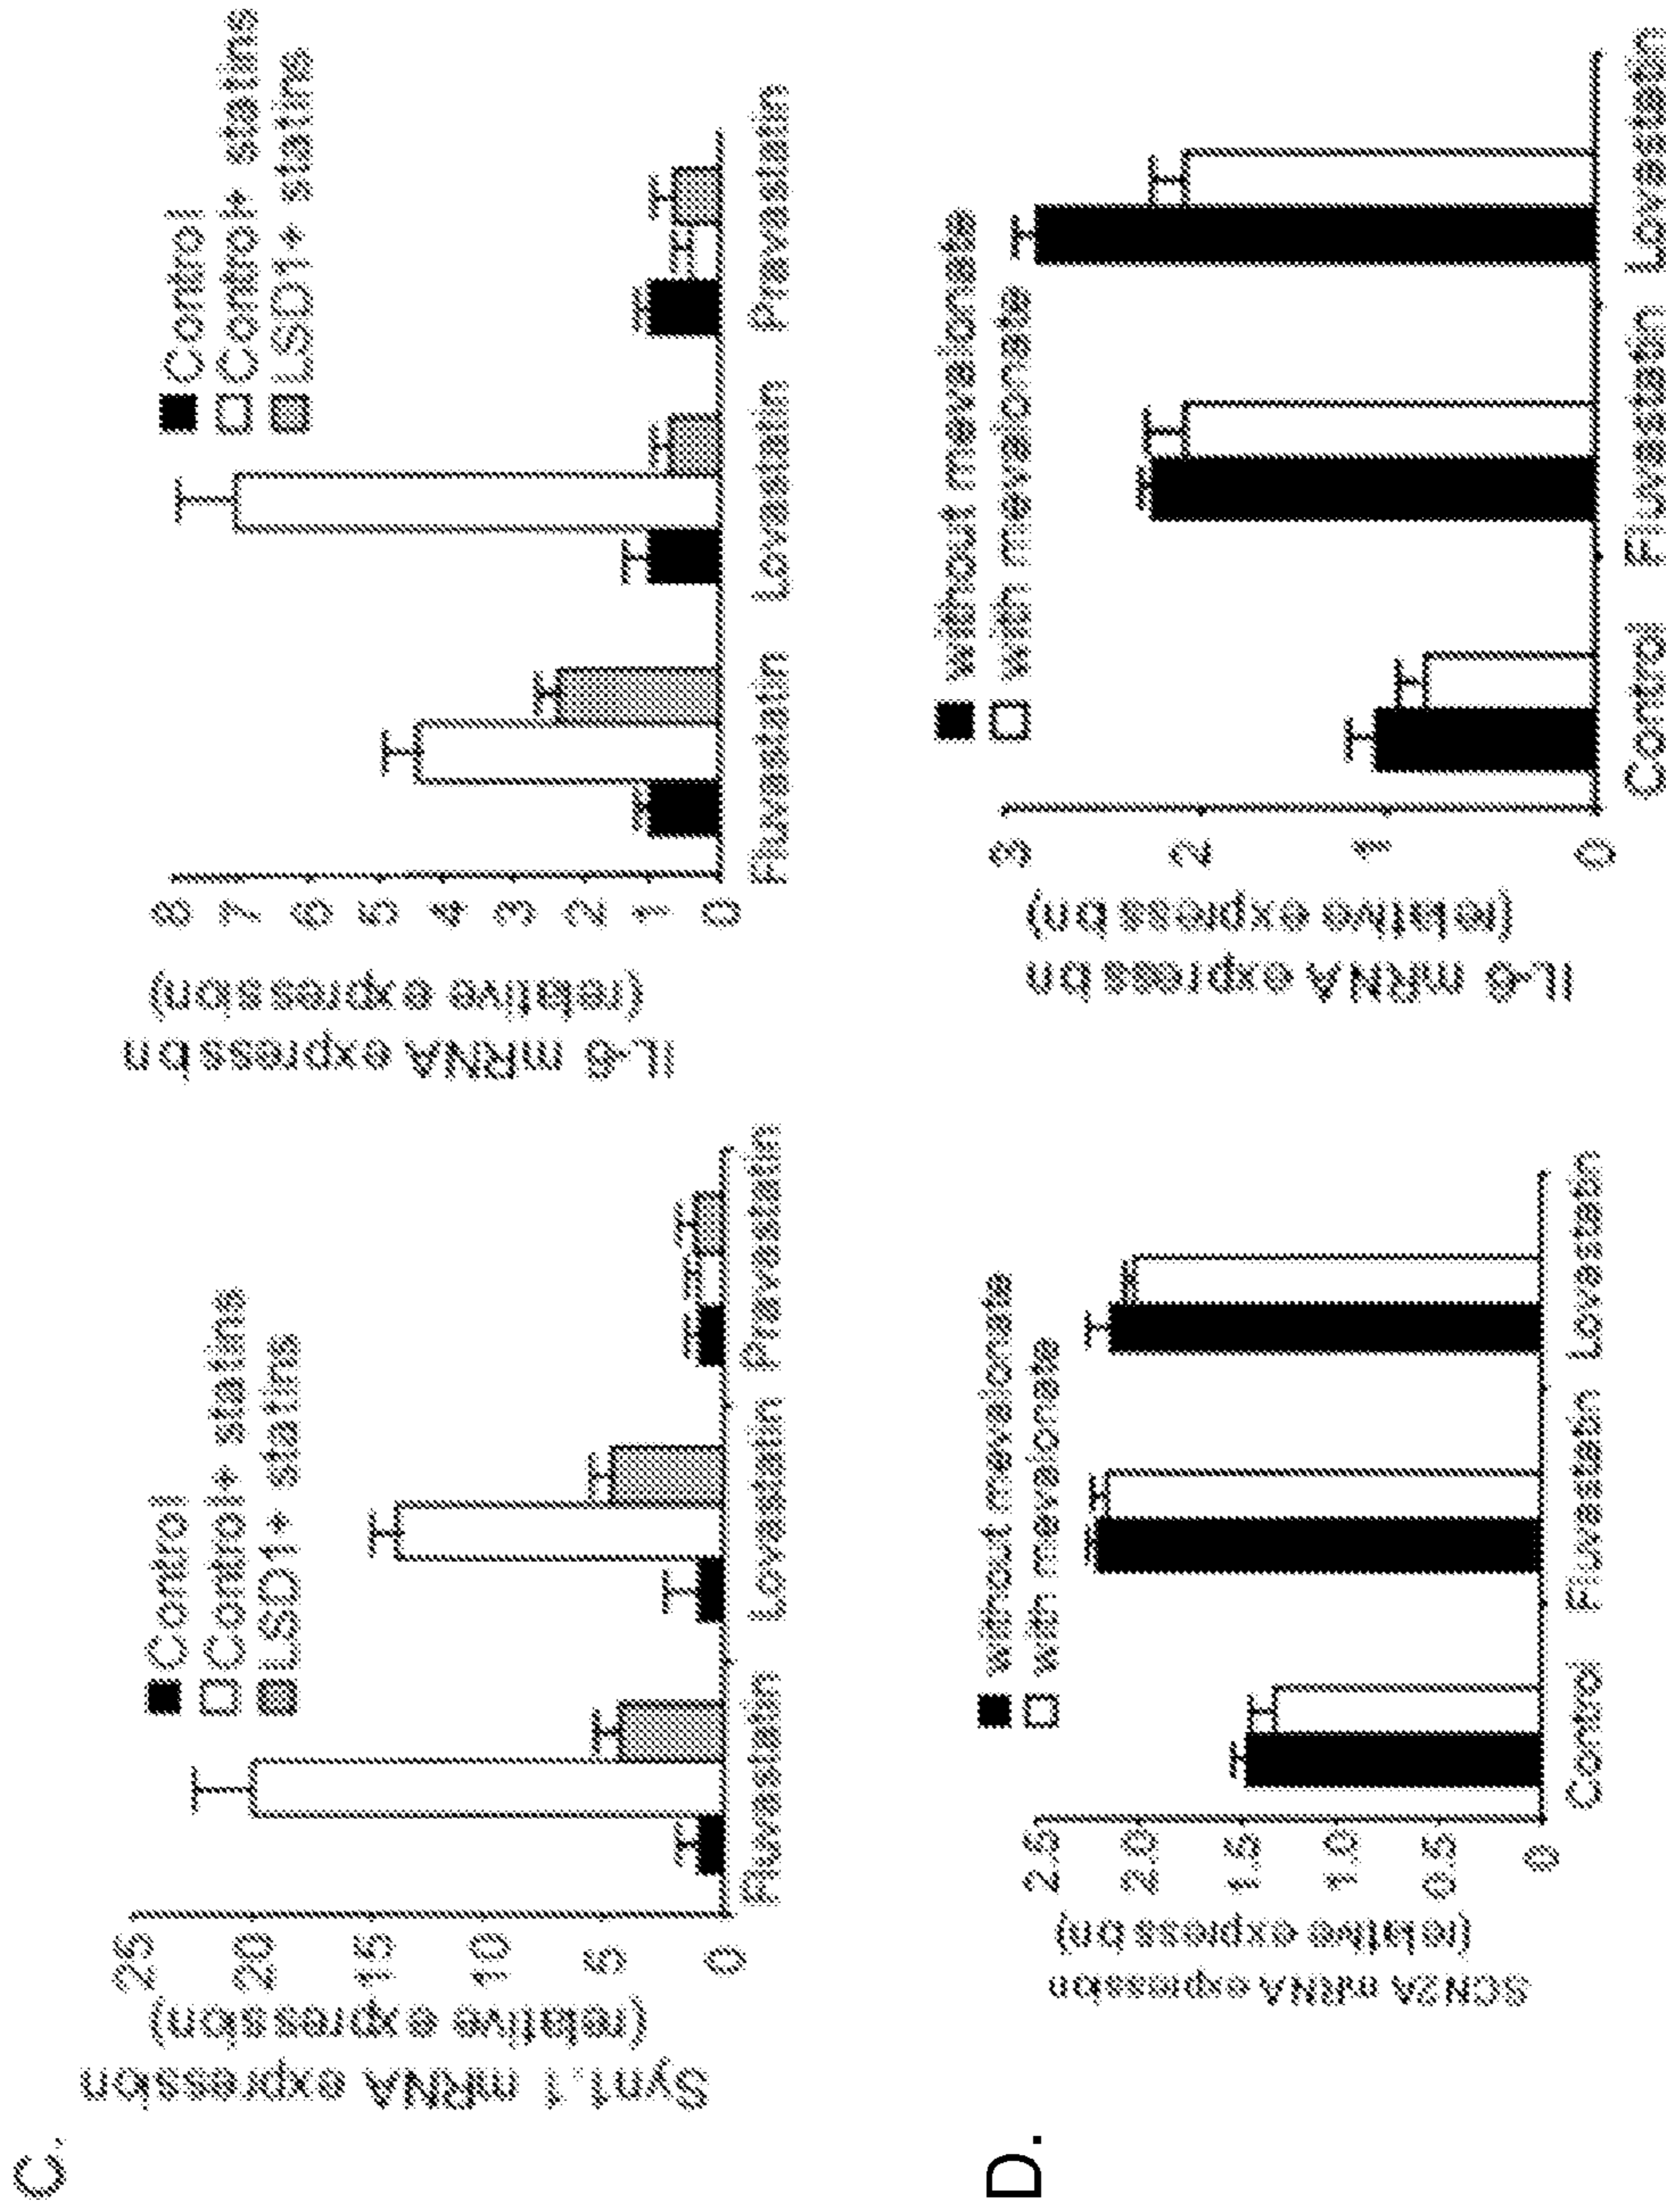 C.
Syn1.1 mRNA expression
(relative expression)
25
20
15
10
5
0
Control
Control+ statins
LSD1+ statins
Fluvastatin Lovastatin Pravastatin
IL-6 mRNA expression
(relative expression)
8
7
6
5
4
3
2
1
0
Control
Control+ statins
LSD1+ statins
Fluvastatin Lovastatin Pravastatin
D.
SCN2A mRNA expression
(relative expression)
2.5
2.0
1.5
1.0
0.5
0
without mevalonate
with mevalonate
Control Fluvastatin Lovastatin
IL-6 mRNA expression
(relative expression)
3
2
1
0
without mevalonate
with mevalonate
Control Fluvastatin Lovastatin